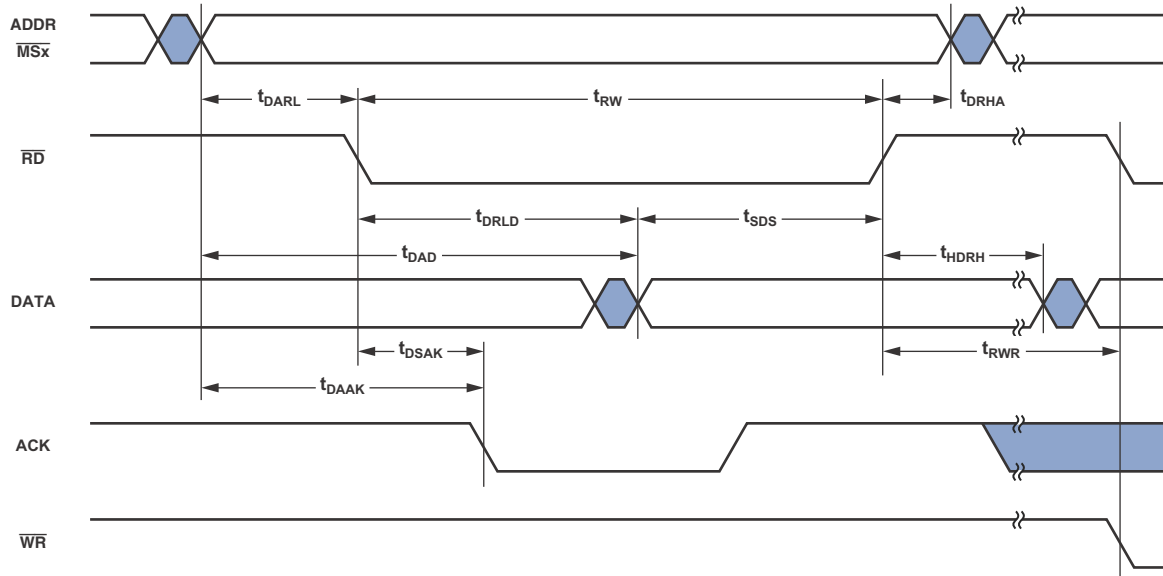 ADDR
MSx
tDARL
tRW
tDRHA
RD
tDRLD
tSDS
tDAD
tHDRH
DATA
tDSAK
tRWR
tDAAK
ACK
WR